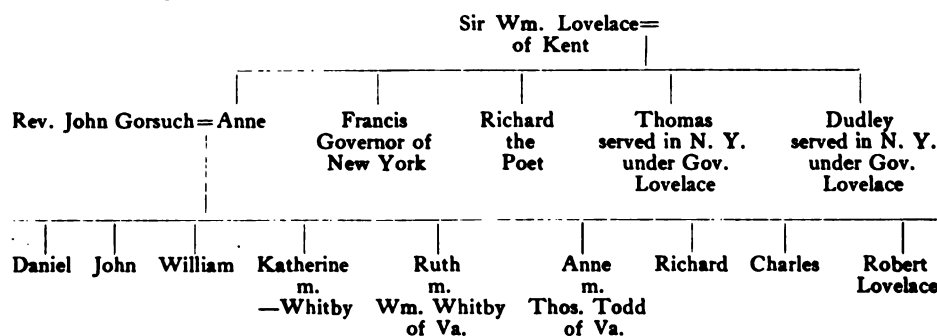 Sir Wm. Lovelace=
of Kent
Rev. John Gorsuch=Anne
Francis
Governor of
New York
Richard
the
Poet
Thomas
served in N. Y.
under Gov.
Lovelace
Dudley
served in N. Y.
under Gov.
Lovelace
Daniel
John
William
Katherine
m.
—Whitby
Ruth
m.
Wm. Whitby
of Va.
Anne
m.
Thos. Todd
of Va.
Richard
Charles
Robert
Lovelace